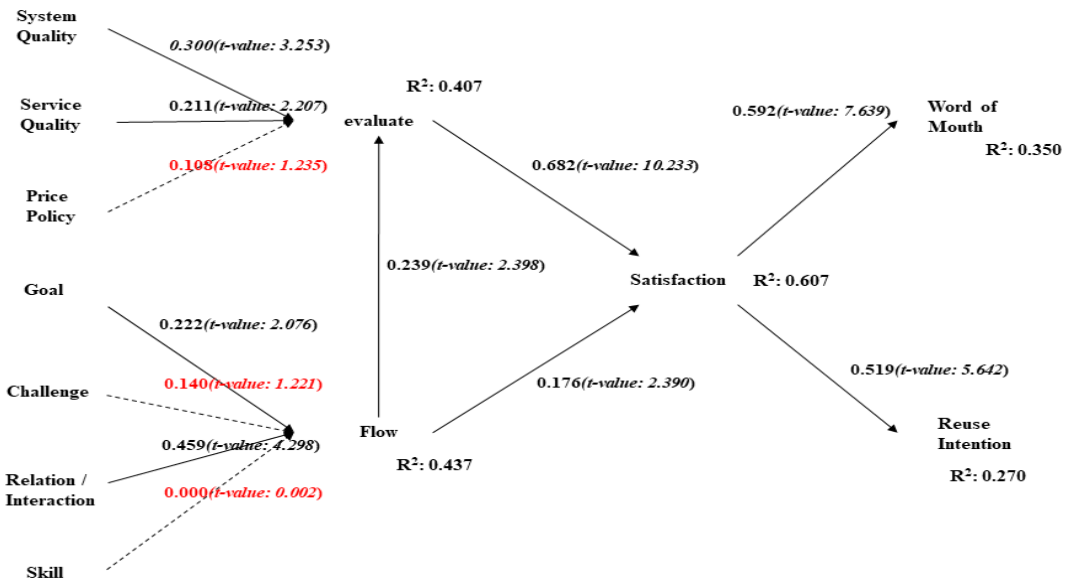 System
Quality
0.300(t-value: 3.253)
R²: 0.407
Service
Quality
0.211(t-value: 2.207)
evaluate
0.592(t-value: 7.639)
Word of
Mouth
R²: 0.350
0.108(t-value: 1.235)
0.682(t-value: 10.233)
Price
Policy
0.239(t-value: 2.398)
Goal
Satisfaction
R²: 0.607
0.222(t-value: 2.076)
Challenge
0.140(t-value: 1.221)
0.176(t-value: 2.390)
0.519(t-value: 5.642)
0.459(t-value: 4.298)
Flow
R²: 0.437
Reuse
Intention
R²: 0.270
Relation /
Interaction
0.000(t-value: 0.002)
Skill